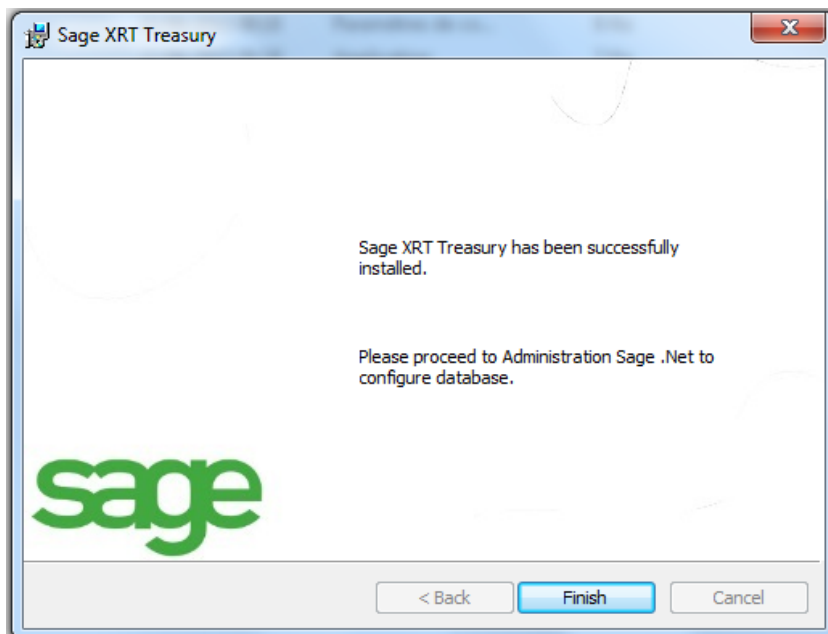 Sage XRT Treasury
Sage XRT Treasury has been successfully
installed.
Please proceed to Administration Sage .Net to
configure database.
sage
< Back
Finish
Cancel